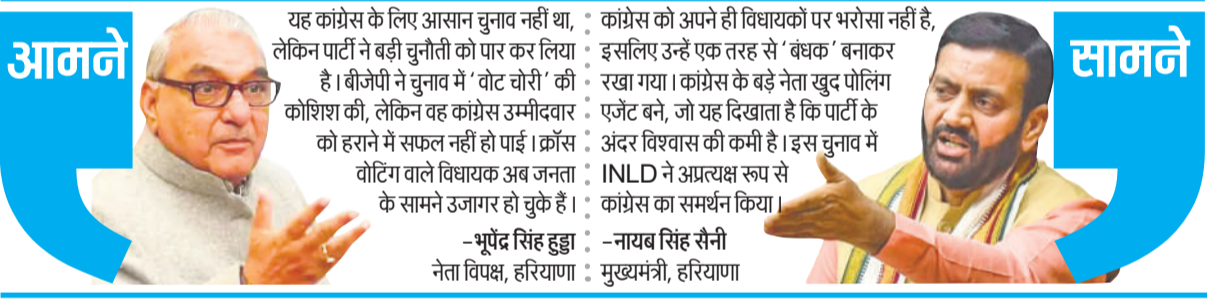 आमने
यह कांग्रेस के लिए आसान चुनाव नहीं था,
लेकिन पार्टी ने बड़ी चुनौती को पार कर लिया
है। बीजेपी ने चुनाव में ‘वोट चोरी’ की
कोशिश की, लेकिन वह कांग्रेस उम्मीदवार
को हराने में सफल नहीं हो पाई। क्रॉस
वोटिंग वाले विधायक अब जनता
के सामने उजागर हो चुके हैं।
-भूपेंद्र सिंह हुड्डा
नेता विपक्ष, हरियाणा
कांग्रेस को अपने ही विधायकों पर भरोसा नहीं है,
इसलिए उन्हें एक तरह से ‘बंधक’ बनाकर
रखा गया। कांग्रेस के बड़े नेता खुद पोलिंग
एजेंट बने, जो यह दिखाता है कि पार्टी के
अंदर विश्वास की कमी है। इस चुनाव में
INLD ने अप्रत्यक्ष रूप से
कांग्रेस का समर्थन किया।
-नायब सिंह सैनी
मुख्यमंत्री, हरियाणा
सामने